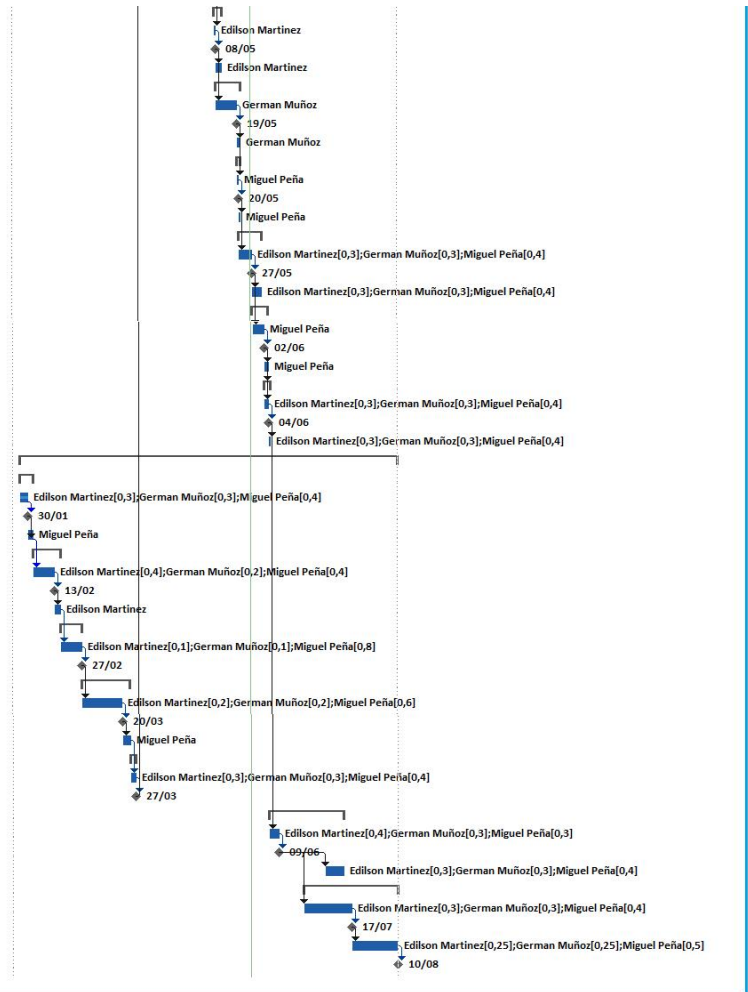 Edilson Martinez
08/05
Edilson Martinez
German Muñoz
19/05
German Muñoz
Miguel Peña
20/05
Miguel Peña
Edilson Martinez[0,3];German Muñoz[0,3];Miguel Peña[0,4]
27/05
Edilson Martinez[0,3];German Muñoz[0,3];Miguel Peña[0,4]
Miguel Peña
02/06
Miguel Peña
Edilson Martinez[0,3];German Muñoz[0,3];Miguel Peña[0,4]
04/06
Edilson Martinez[0,3];German Muñoz[0,3];Miguel Peña[0,4]
Edilson Martinez[0,3];German Muñoz[0,3];Miguel Peña[0,4]
30/01
Miguel Peña
Edilson Martinez[0,4];German Muñoz[0,2];Miguel Peña[0,4]
13/02
Edilson Martinez
Edilson Martinez[0,1];German Muñoz[0,1];Miguel Peña[0,8]
27/02
Edilson Martinez[0,2];German Muñoz[0,2];Miguel Peña[0,6]
20/03
Miguel Peña
Edilson Martinez[0,3];German Muñoz[0,3];Miguel Peña[0,4]
27/03
Edilson Martinez[0,4];German Muñoz[0,3];Miguel Peña[0,3]
09/06
Edilson Martinez[0,3];German Muñoz[0,3];Miguel Peña[0,4]
Edilson Martinez[0,3];German Muñoz[0,3];Miguel Peña[0,4]
17/07
Edilson Martinez[0,25];German Muñoz[0,25];Miguel Peña[0,5]
10/08